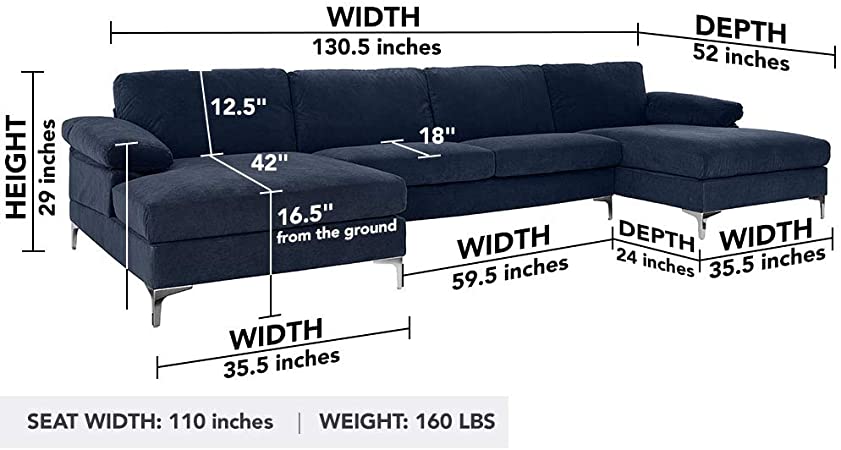 WIDTH
130.5 inches
DEPTH
52 inches
HEIGHT
29 inches
12.5"
18"
42"
16.5"
from the ground
WIDTH
59.5 inches
DEPTH
24 inches
WIDTH
35.5 inches
WIDTH
35.5 inches
SEAT WIDTH: 110 inches | WEIGHT: 160 LBS